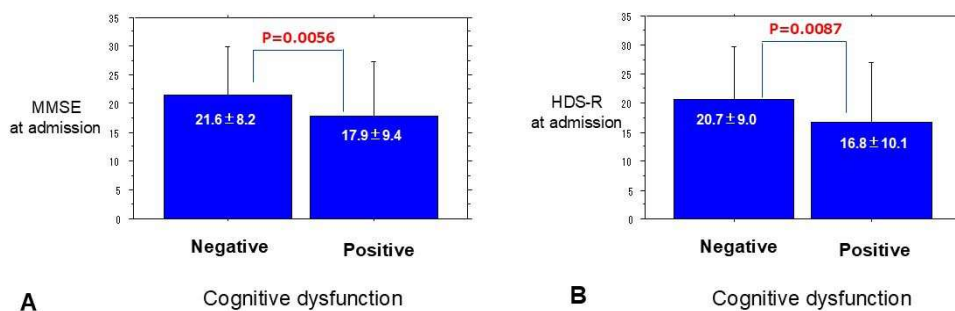 35
30
25
20
15
10
5
0
MMSE
at admission
P=0.0056
21.6±8.2
17.9±9.4
Negative
Positive
A
Cognitive dysfunction
35
30
25
20
15
10
5
0
HDS-R
at admission
P=0.0087
20.7±9.0
16.8±10.1
Negative
Positive
B
Cognitive dysfunction